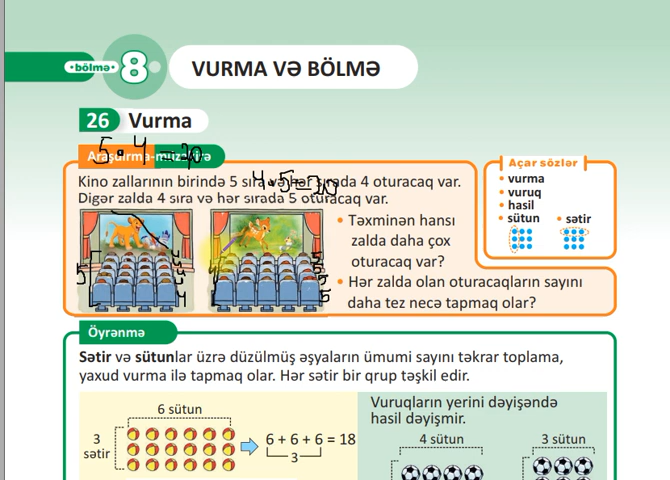 bölmə 8
VURMA VƏ BÖLMƏ
26 Vurma
5 · 4 = 20
Araşdırma-müzakirə
4 · 5 = 20
Kino zallarının birində 5 sıra və hər sırada 4 oturacaq var.
Digər zalda 4 sıra və hər sırada 5 oturacaq var.
• Təxminən hansı
zalda daha çox
oturacaq var?
• Hər zalda olan oturacaqların sayını
daha tez necə tapmaq olar?
Açar sözlər
• vurma
• vuruq
• hasil
• sütun • sətir
Öyrənmə
Sətir və sütunlar üzrə düzülmüş əşyaların ümumi sayını təkrar toplama,
yaxud vurma ilə tapmaq olar. Hər sətir bir qrup təşkil edir.
6 sütun
3
sətir
6 + 6 + 6 = 18
3
Vuruqların yerini dəyişəndə
hasil dəyişmir.
4 sütun
3 sütun